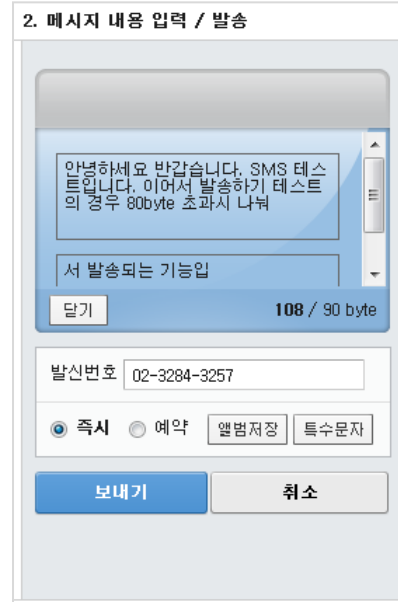 2. 메시지 내용 입력 / 발송
안녕하세요 반갑습니다. SMS 테스
트입니다. 이어서 발송하기 테스트
의 경우 80byte 초과시 나눠
서 발송되는 기능입
닫기
108 / 90 byte
발신번호 02-3284-3257
즉시 예약 앨범저장 특수문자
보내기 취소